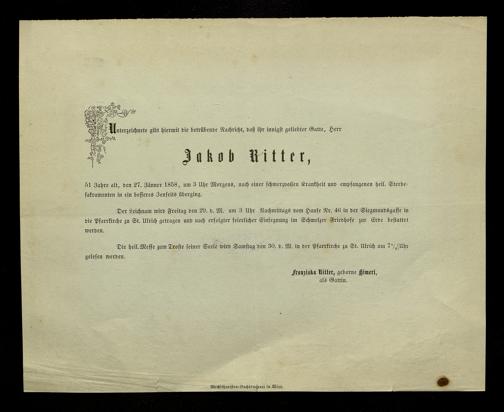 Unterzeichnete gibt hiermit die betrübende Nachricht, daß ihr innigst geliebter Gatte, Herr
Jakob Ritter,
51 Jahre alt, den 27. Jänner 1858, um 3 Uhr Morgens, nach einer schmerzvollen Krankheit und empfangenen heil. Sterbe-
sakramenten in ein besseres Jenseits überging.
Der Leichnam wird Freitag den 29. d. M. um 3 Uhr Nachmittags vom Hause Nr. 46 in der Siegmundsgasse in
die Pfarrkirche zu St. Ulrich getragen und nach erfolgter feierlicher Einsegnung im Schmelzer Friedhofe zur Erde bestattet
werden.
Die heil. Messe zum Troste seiner Seele wird Samstag den 30. d. M. in der Pfarrkirche zu St. Ulrich um Uhr
gelesen werden.
Franziska Ritter, geborne
als Gattin.
Mechitharisten-Buchdruckerei in Wien.